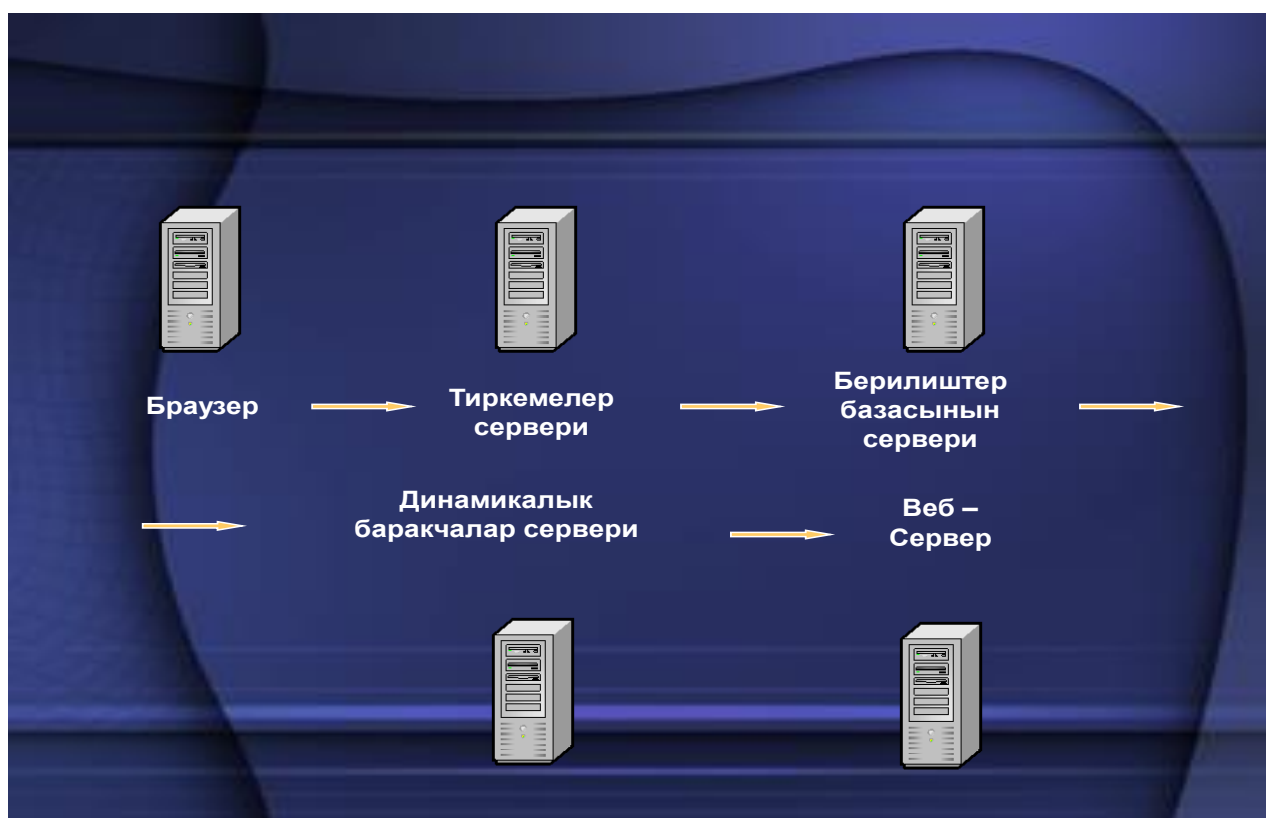 Браузер
Тиркемелер
сервери
Берилиштер
базасынын
сервери
Динамикалык
баракчалар сервери
Веб –
Сервер